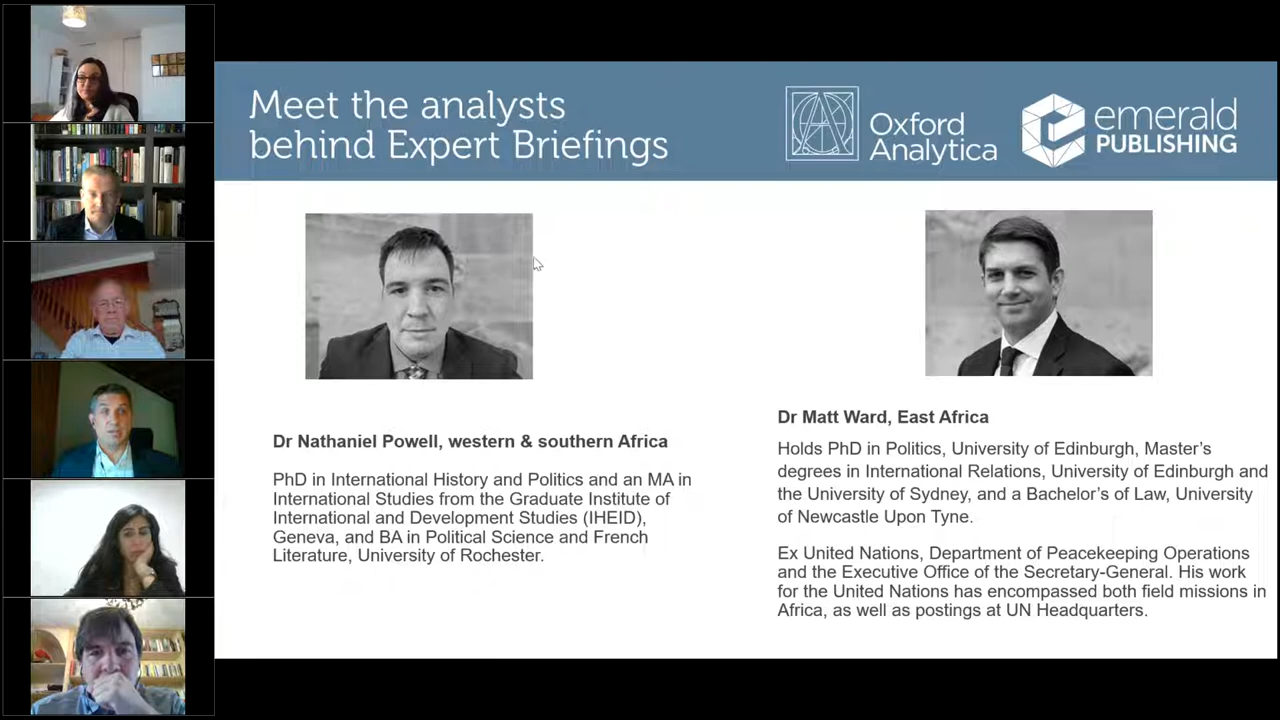 Meet the analysts
behind Expert Briefings
Oxford
Analytica
emerald
PUBLISHING
Dr Nathaniel Powell, western & southern Africa
PhD in International History and Politics and an MA in
International Studies from the Graduate Institute of
International and Development Studies (IHEID),
Geneva, and BA in Political Science and French
Literature, University of Rochester.
Dr Matt Ward, East Africa
Holds PhD in Politics, University of Edinburgh, Master’s
degrees in International Relations, University of Edinburgh and
the University of Sydney, and a Bachelor’s of Law, University
of Newcastle Upon Tyne.
Ex United Nations, Department of Peacekeeping Operations
and the Executive Office of the Secretary-General. His work
for the United Nations has encompassed both field missions in
Africa, as well as postings at UN Headquarters.